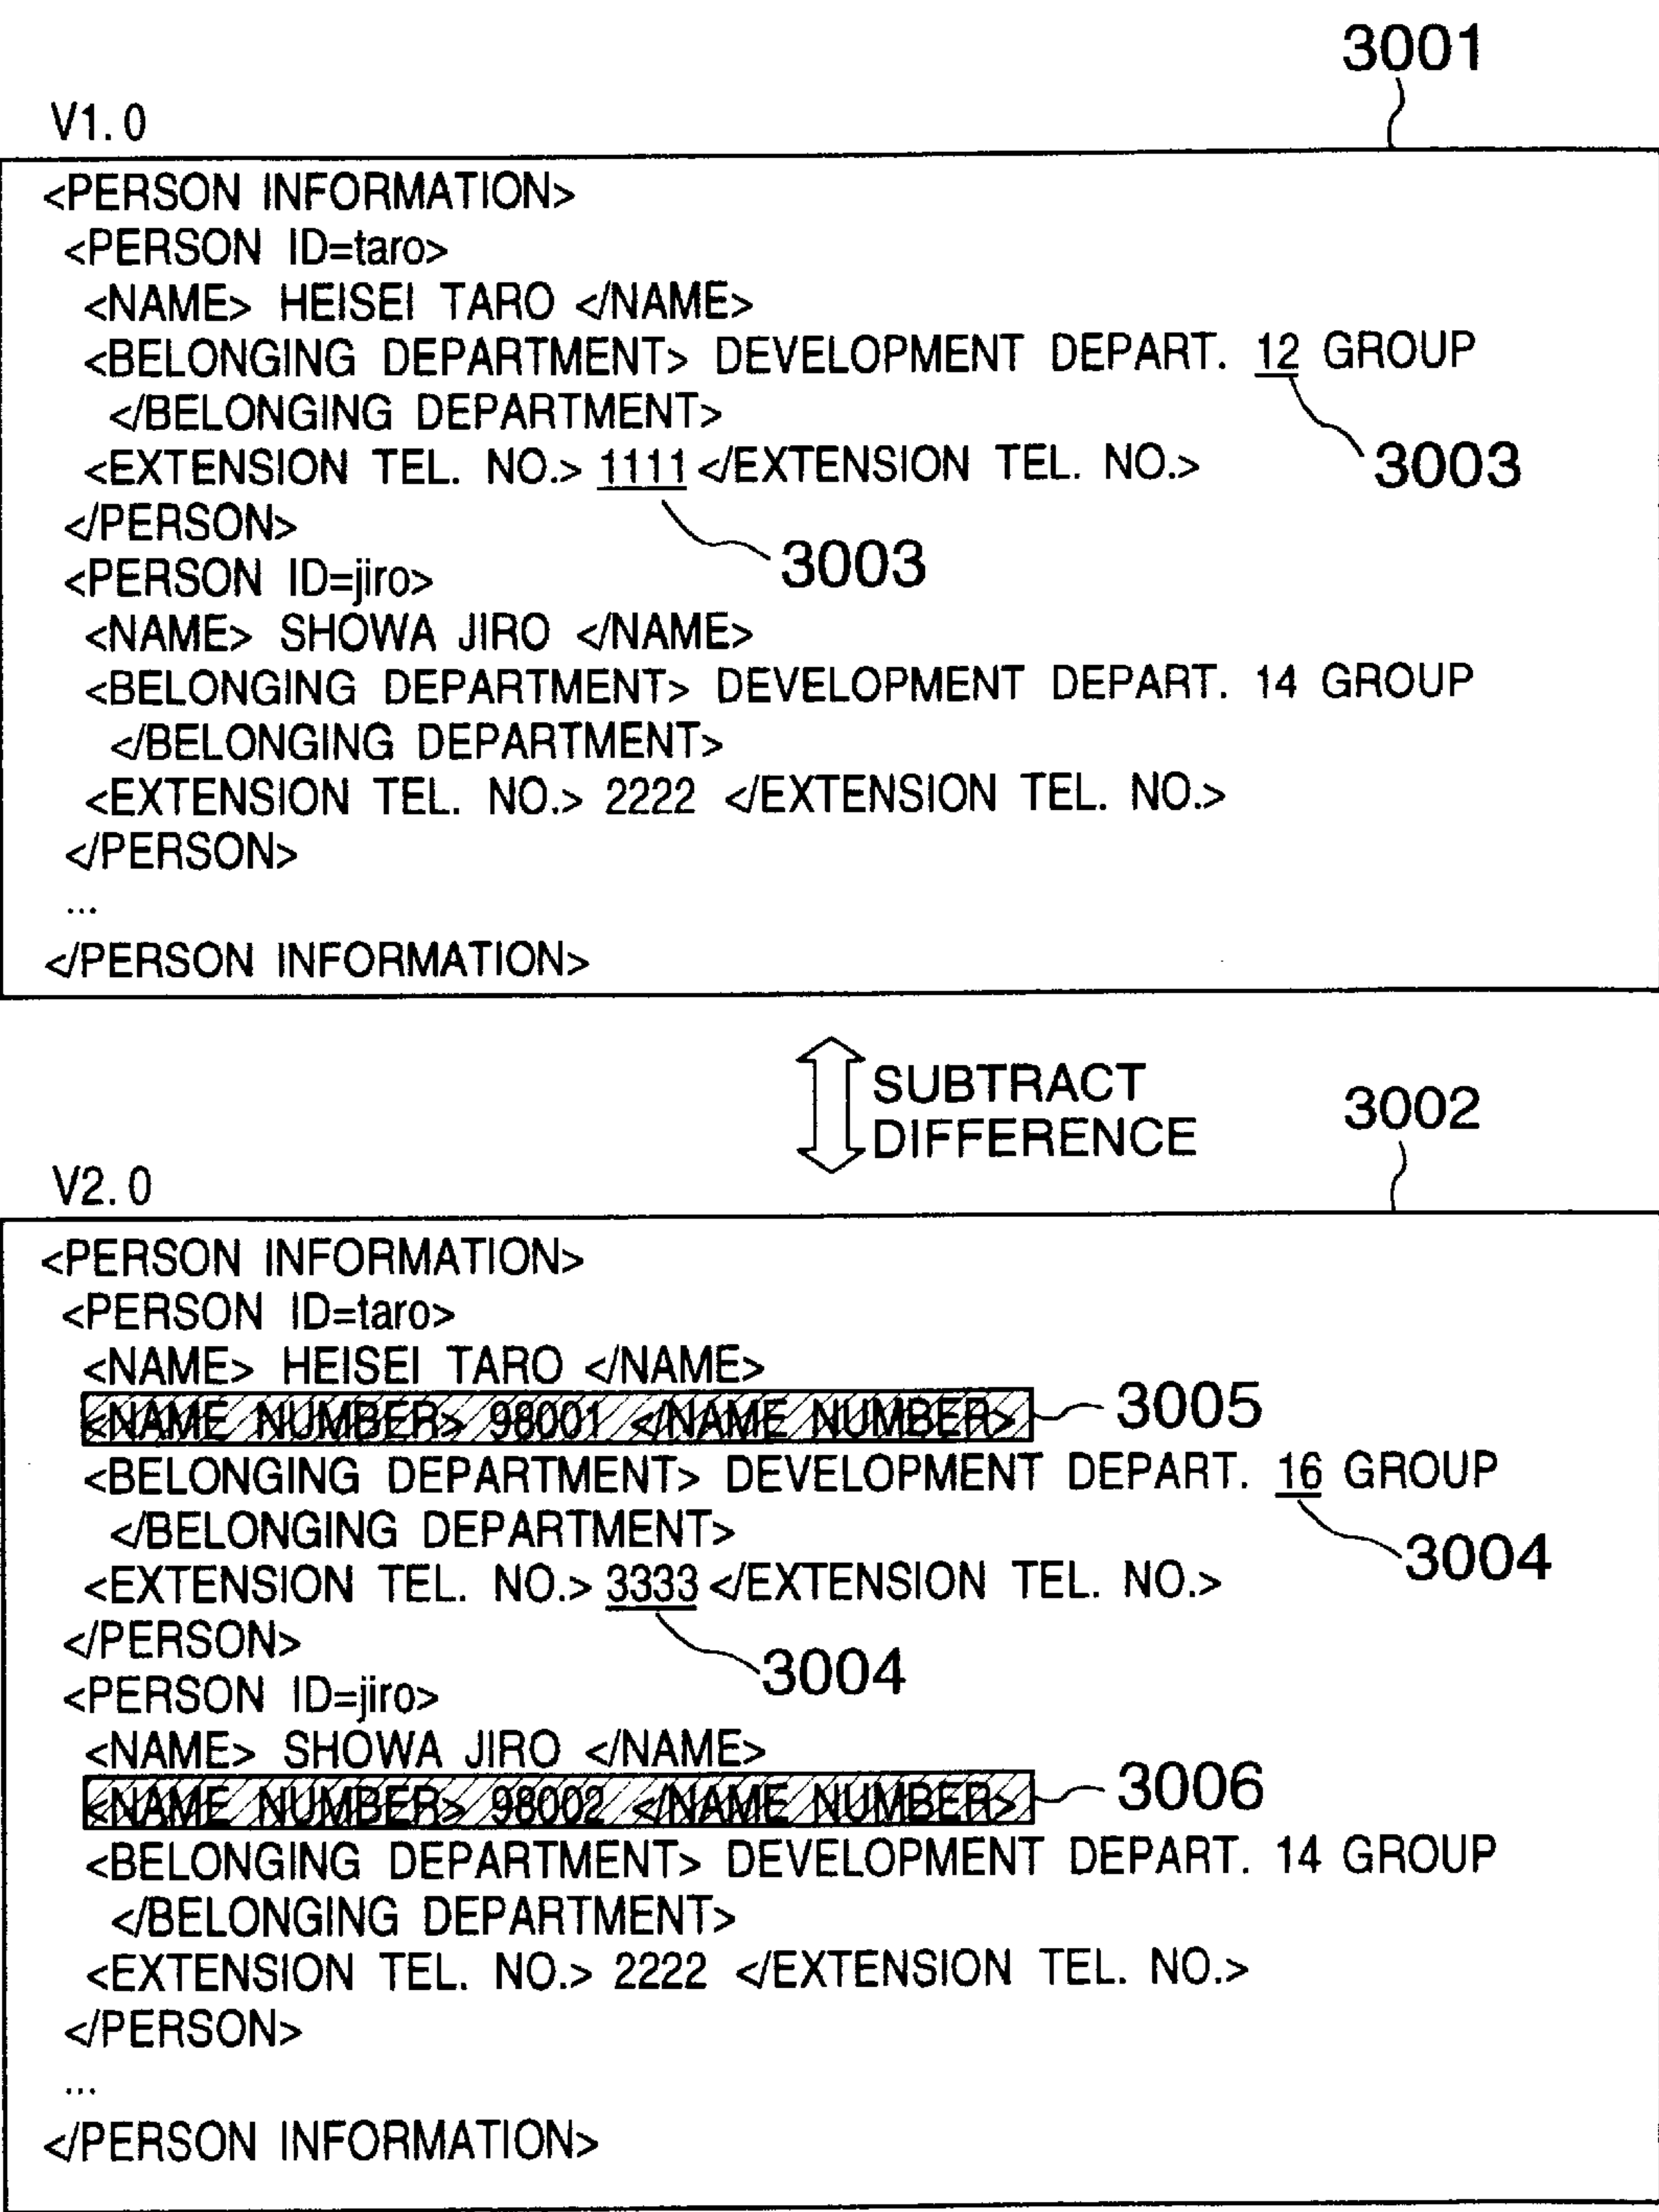 3001
V1.0
<PERSON INFORMATION>
<PERSON ID=taro>
<NAME> HEISEI TARO </NAME>
<BELONGING DEPARTMENT> DEVELOPMENT DEPART. 12 GROUP
</BELONGING DEPARTMENT>
<EXTENSION TEL. NO.> 1111 </EXTENSION TEL. NO.>
3003
</PERSON>
3003
<PERSON ID=jiro>
<NAME> SHOWA JIRO </NAME>
<BELONGING DEPARTMENT> DEVELOPMENT DEPART. 14 GROUP
</BELONGING DEPARTMENT>
<EXTENSION TEL. NO.> 2222 </EXTENSION TEL. NO.>
</PERSON>
...
</PERSON INFORMATION>
SUBTRACT
DIFFERENCE
3002
V2.0
<PERSON INFORMATION>
<PERSON ID=taro>
<NAME> HEISEI TARO </NAME>
<NAME NUMBER> 98001 </NAME NUMBER>
3005
<BELONGING DEPARTMENT> DEVELOPMENT DEPART. 16 GROUP
</BELONGING DEPARTMENT>
3004
<EXTENSION TEL. NO.> 3333 </EXTENSION TEL. NO.>
</PERSON>
3004
<PERSON ID=jiro>
<NAME> SHOWA JIRO </NAME>
<NAME NUMBER> 98002 </NAME NUMBER>
3006
<BELONGING DEPARTMENT> DEVELOPMENT DEPART. 14 GROUP
</BELONGING DEPARTMENT>
<EXTENSION TEL. NO.> 2222 </EXTENSION TEL. NO.>
</PERSON>
...
</PERSON INFORMATION>